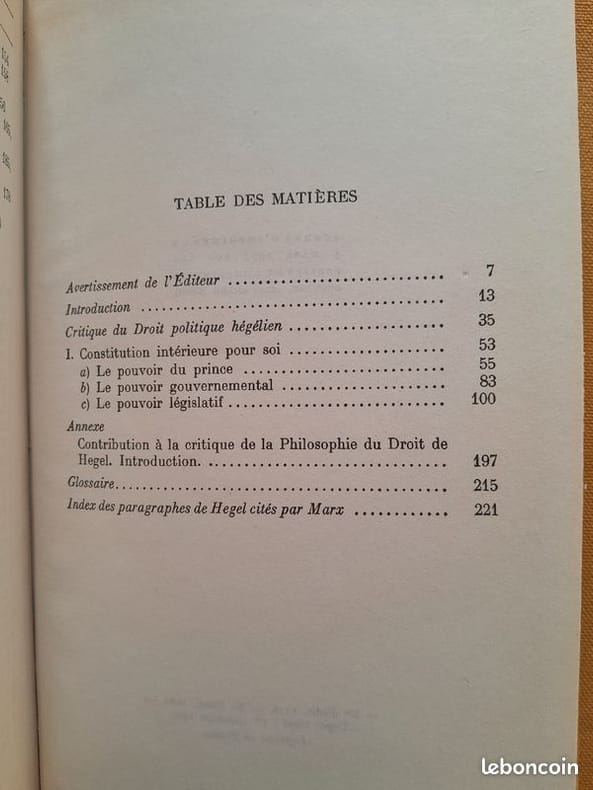 TABLE DES MATIÈRES
Avertissement de l'Éditeur ........................... 7
Introduction ...................................... 13
Critique du Droit politique hégélien ................... 35
I. Constitution intérieure pour soi ................... 53
a) Le pouvoir du prince ....................... 55
b) Le pouvoir gouvernemental .................... 83
c) Le pouvoir législatif ........................... 100
Annexe
Contribution à la critique de la Philosophie du Droit de
Hegel. Introduction. .............................. 197
Glossaire. ......................................... 215
Index des paragraphes de Hegel cités par Marx ............ 221
leboncoin